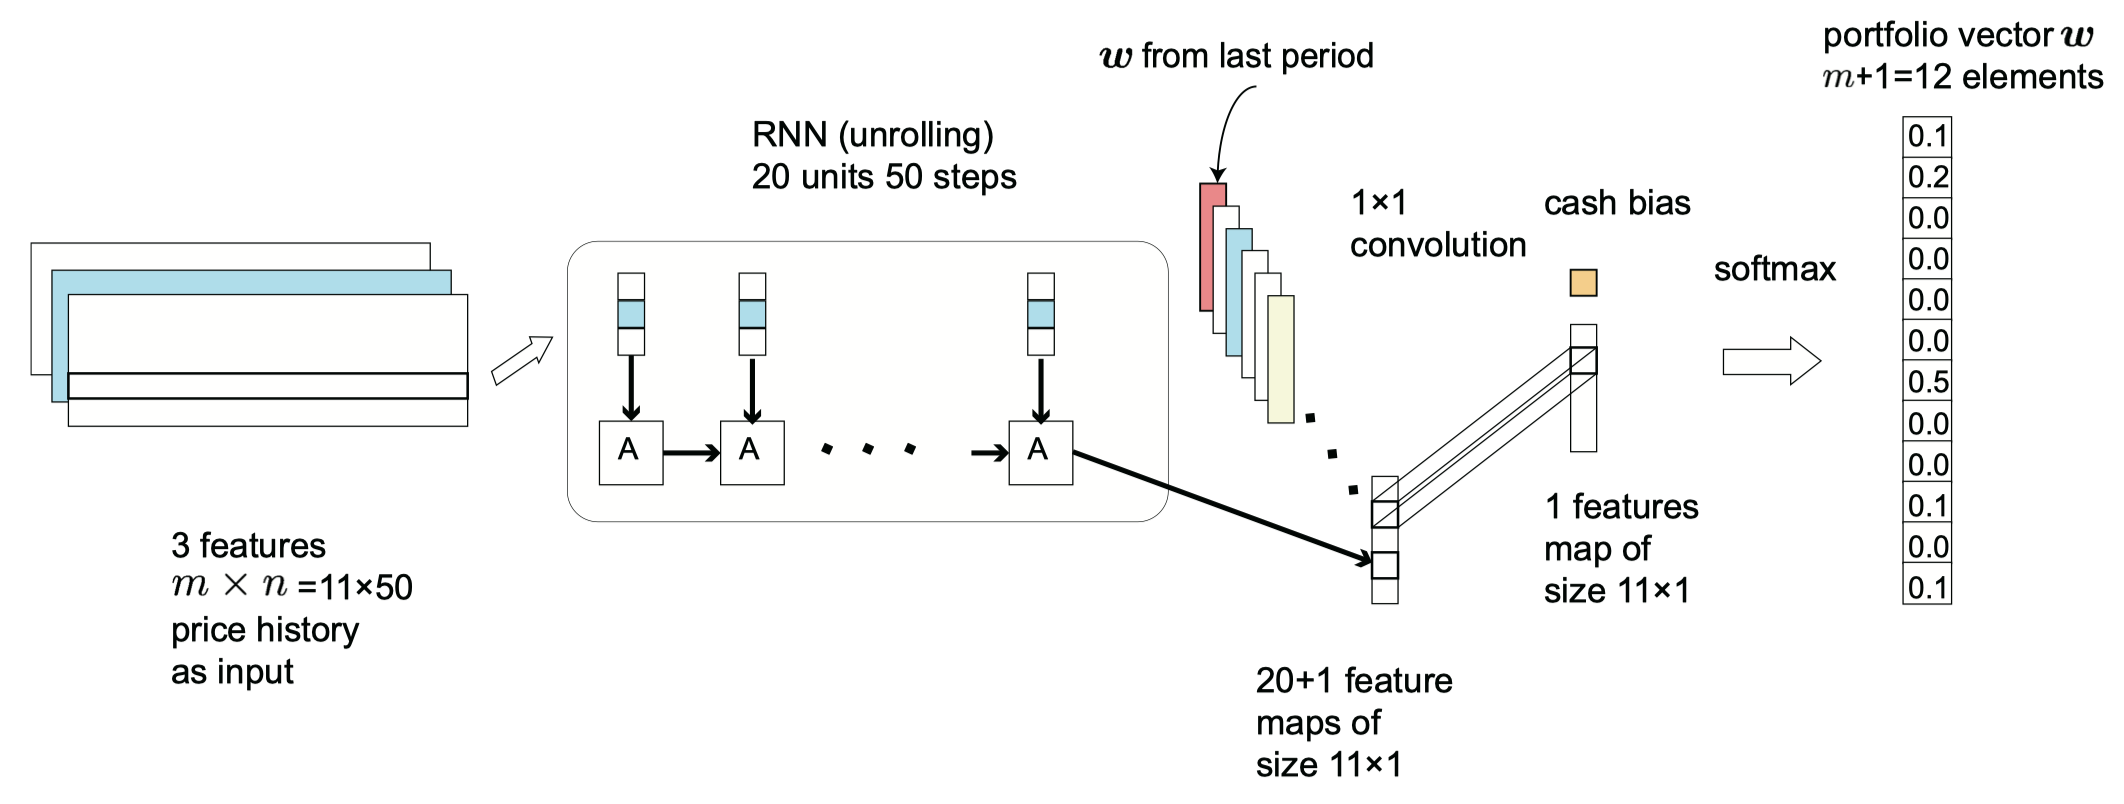 portfolio vector w
m+1=12 elements
w from last period
RNN (unrolling)
20 units 50 steps
1×1
convolution
cash bias
softmax
0.1
0.2
0.0
0.0
0.0
0.0
0.5
0.0
0.0
0.1
0.0
0.1
A
A
A
3 features
m × n =11×50
price history
as input
1 features
map of
size 11×1
20+1 feature
maps of
size 11×1